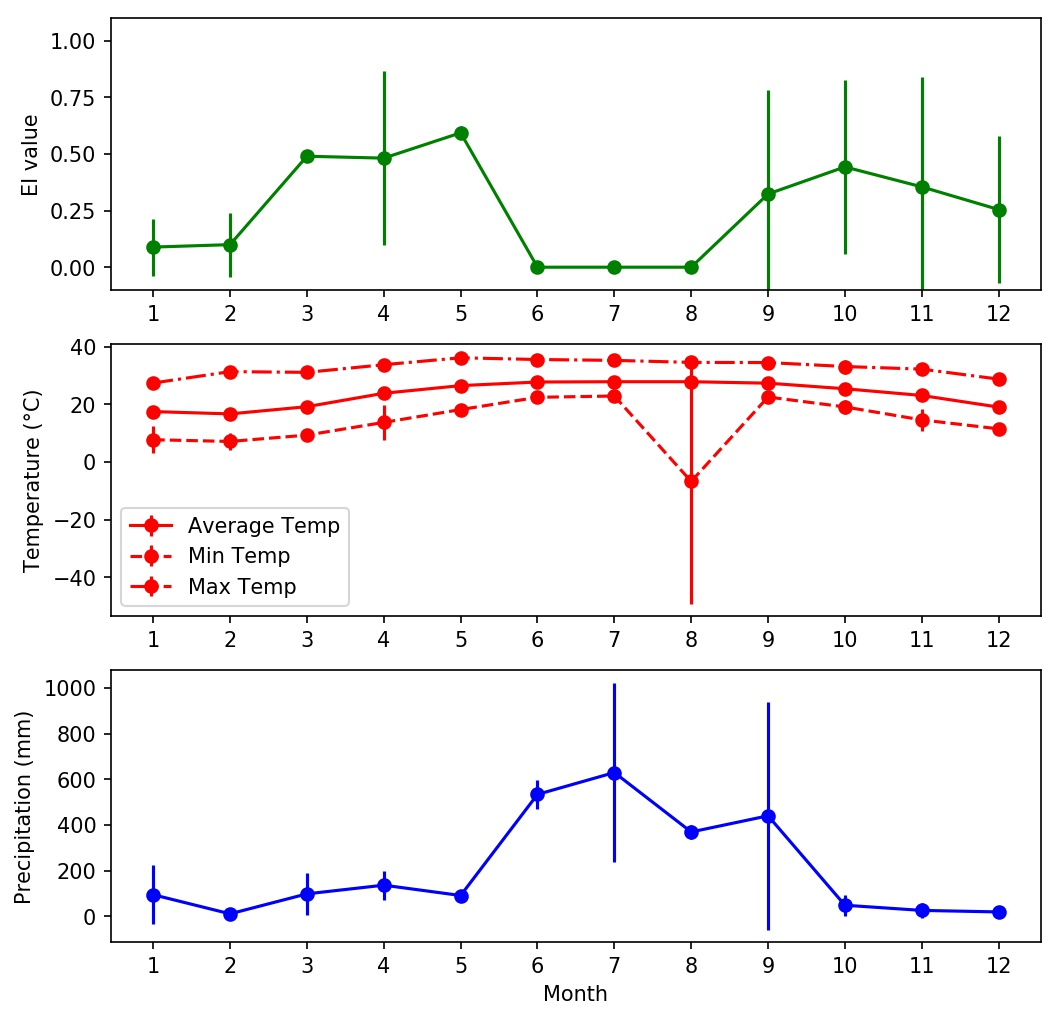 1.00
0.75
0.50
0.25
0.00
EI value
1 2 3 4 5 6 7 8 9 10 11 12
40
20
0
−20
−40
Temperature (°C)
Average Temp
Min Temp
Max Temp
1 2 3 4 5 6 7 8 9 10 11 12
1000
800
600
400
200
0
Precipitation (mm)
1 2 3 4 5 6 7 8 9 10 11 12
Month